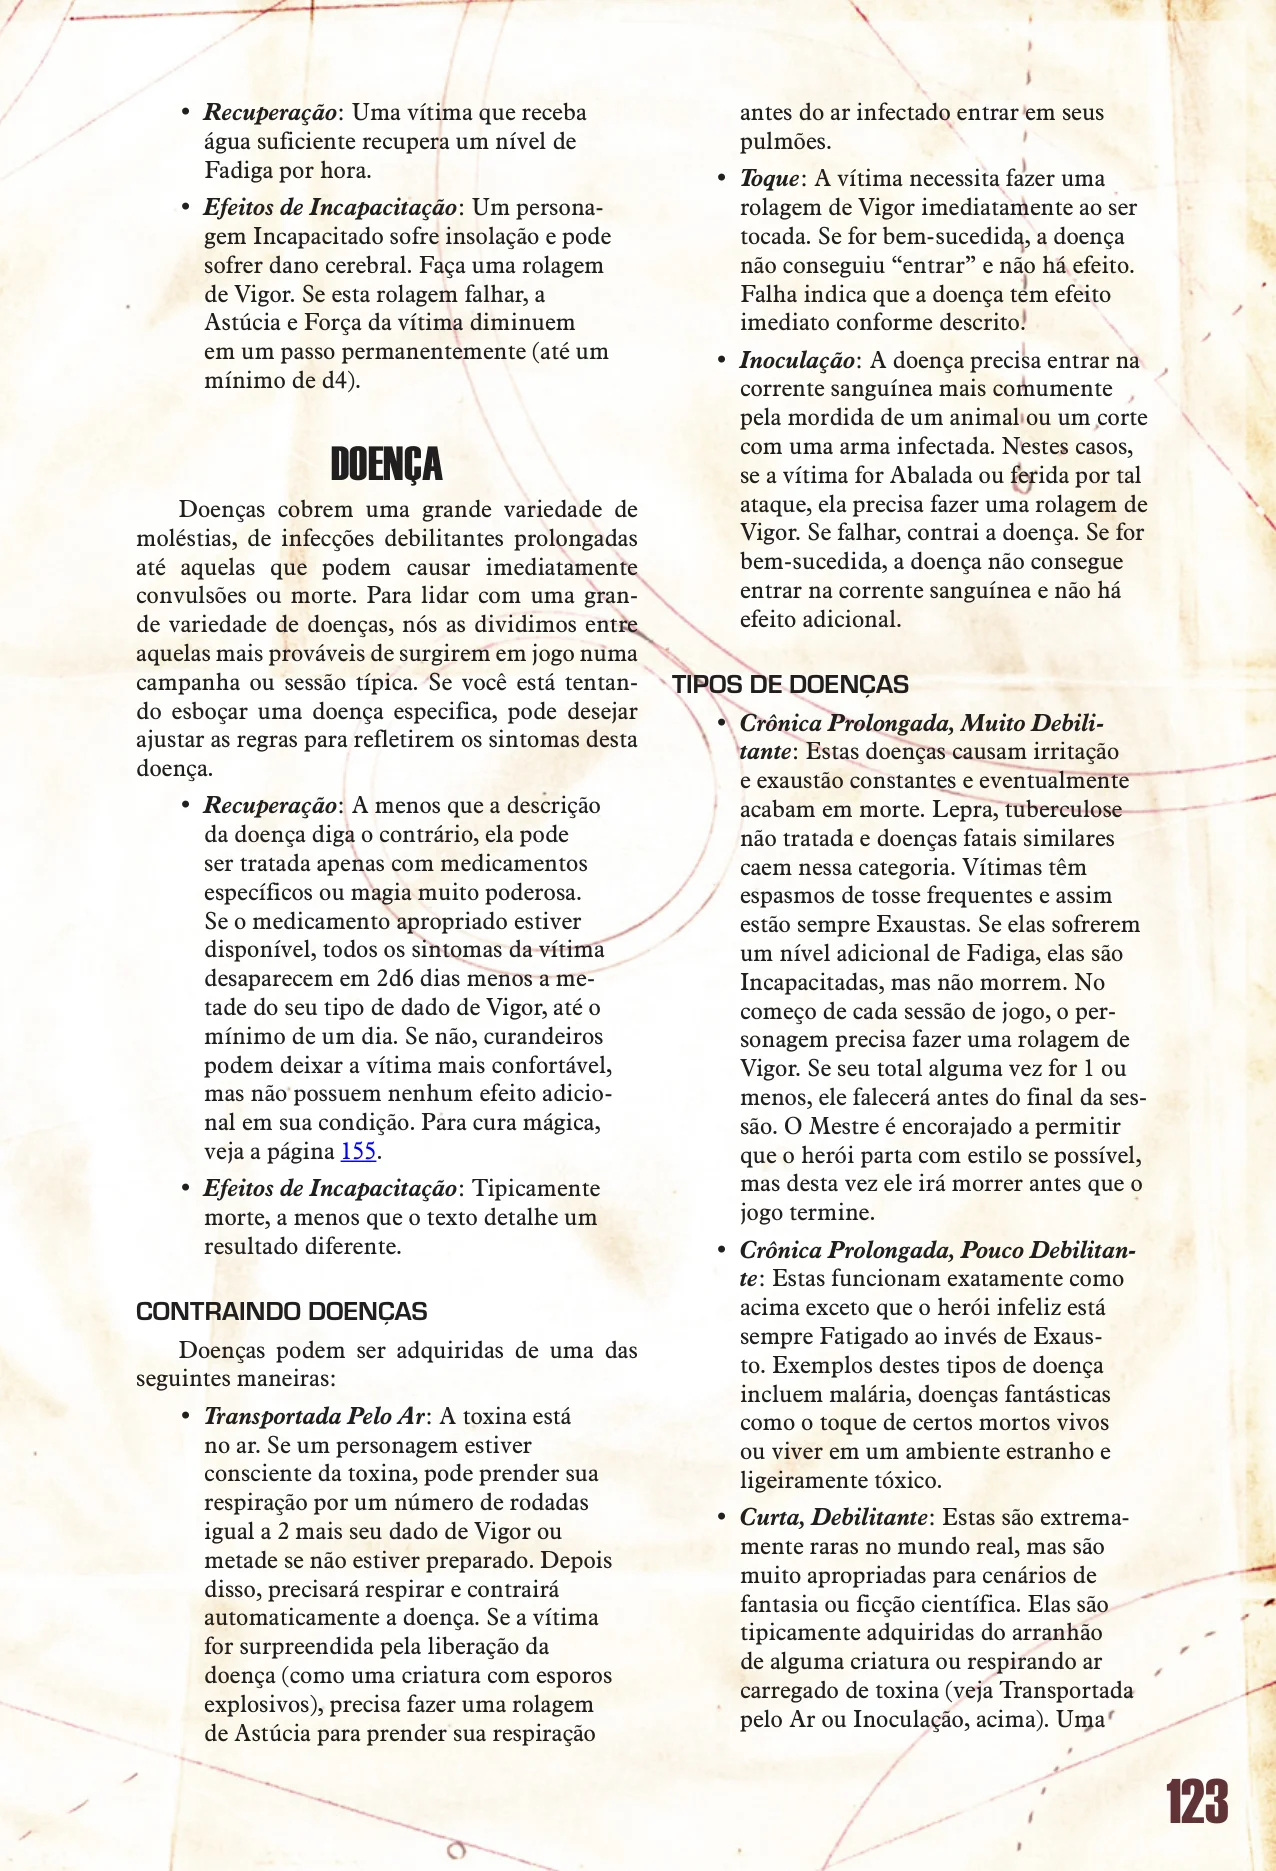 • Recuperação: Uma vítima que receba
água suficiente recupera um nível de
Fadiga por hora.
• Efeitos de Incapacitação: Um persona-
gem Incapacitado sofre insolação e pode
sofrer dano cerebral. Faça uma rolagem
de Vigor. Se esta rolagem falhar, a
Astúcia e Força da vítima diminuem
em um passo permanentemente (até um
mínimo de d4).
DOENÇA
Doenças cobrem uma grande variedade de
moléstias, de infecções debilitantes prolongadas
até aquelas que podem causar imediatamente
convulsões ou morte. Para lidar com uma gran-
de variedade de doenças, nós as dividimos entre
aquelas mais prováveis de surgirem em jogo numa
campanha ou sessão típica. Se você está tentan-
do esboçar uma doença especifica, pode desejar
ajustar as regras para refletirem os sintomas desta
doença.
• Recuperação: A menos que a descrição
da doença diga o contrário, ela pode
ser tratada apenas com medicamentos
específicos ou magia muito poderosa.
Se o medicamento apropriado estiver
disponível, todos os sintomas da vítima
desaparecem em 2d6 dias menos a me-
tade do seu tipo de dado de Vigor, até o
mínimo de um dia. Se não, curandeiros
podem deixar a vítima mais confortável,
mas não possuem nenhum efeito adicio-
nal em sua condição. Para cura mágica,
veja a página 155.
• Efeitos de Incapacitação: Tipicamente
morte, a menos que o texto detalhe um
resultado diferente.
CONTRAINDO DOENÇAS
Doenças podem ser adquiridas de uma das
seguintes maneiras:
• Transportada Pelo Ar: A toxina está
no ar. Se um personagem estiver
consciente da toxina, pode prender sua
respiração por um número de rodadas
igual a 2 mais seu dado de Vigor ou
metade se não estiver preparado. Depois
disso, precisará respirar e contrairá
automaticamente a doença. Se a vítima
for surpreendida pela liberação da
doença (como uma criatura com esporos
explosivos), precisa fazer uma rolagem
de Astúcia para prender sua respiração
antes do ar infectado entrar em seus
pulmões.
• Toque: A vítima necessita fazer uma
rolagem de Vigor imediatamente ao ser
tocada. Se for bem-sucedida, a doença
não conseguiu “entrar” e não há efeito.
Falha indica que a doença tem efeito
imediato conforme descrito.
• Inoculação: A doença precisa entrar na
corrente sanguínea mais comumente
pela mordida de um animal ou um corte
com uma arma infectada. Nestes casos,
se a vítima for Abalada ou ferida por tal
ataque, ela precisa fazer uma rolagem de
Vigor. Se falhar, contrai a doença. Se for
bem-sucedida, a doença não consegue
entrar na corrente sanguínea e não há
efeito adicional.
TIPOS DE DOENÇAS
• Crônica Prolongada, Muito Debili-
tante: Estas doenças causam irritação
e exaustão constantes e eventualmente
acabam em morte. Lepra, tuberculose
não tratada e doenças fatais similares
caem nessa categoria. Vítimas têm
espasmos de tosse frequentes e assim
estão sempre Exaustas. Se elas sofrerem
um nível adicional de Fadiga, elas são
Incapacitadas, mas não morrem. No
começo de cada sessão de jogo, o per-
sonagem precisa fazer uma rolagem de
Vigor. Se seu total alguma vez for 1 ou
menos, ele falecerá antes do final da ses-
são. O Mestre é encorajado a permitir
que o herói parta com estilo se possível,
mas desta vez ele irá morrer antes que o
jogo termine.
• Crônica Prolongada, Pouco Debilitan-
te: Estas funcionam exatamente como
acima exceto que o herói infeliz está
sempre Fatigado ao invés de Exaus-
to. Exemplos destes tipos de doença
incluem malária, doenças fantásticas
como o toque de certos mortos vivos
ou viver em um ambiente estranho e
ligeiramente tóxico.
• Curta, Debilitante: Estas são extrema-
mente raras no mundo real, mas são
muito apropriadas para cenários de
fantasia ou ficção científica. Elas são
tipicamente adquiridas do arranhão
de alguma criatura ou respirando ar
carregado de toxina (veja Transportada
pelo Ar ou Inoculação, acima). Uma
123